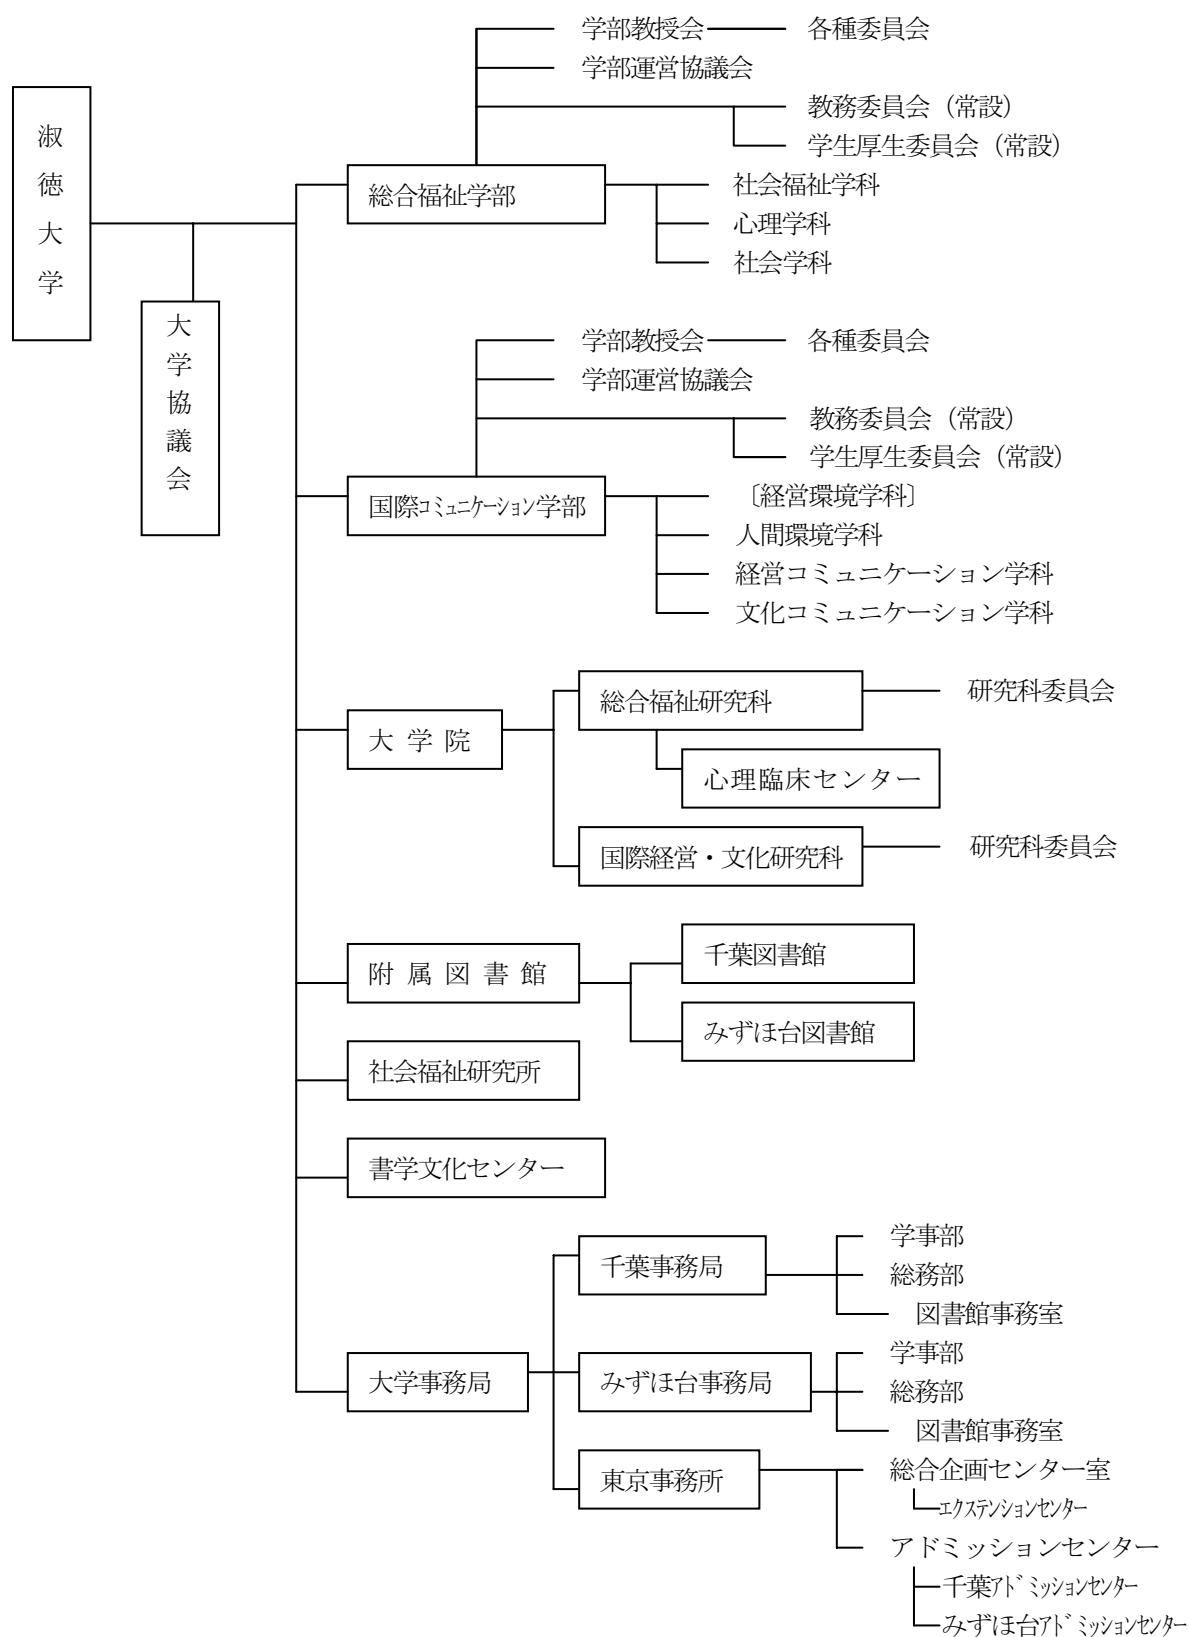 淑徳大学
大学協議会
学部教授会 各種委員会
学部運営協議会
教務委員会（常設）
学生厚生委員会（常設）
総合福祉学部
社会福祉学科
心理学科
社会学科
学部教授会 各種委員会
学部運営協議会
教務委員会（常設）
学生厚生委員会（常設）
国際ｺﾐｭﾆｹｰｼｮﾝ学部
〔経営環境学科〕
人間環境学科
経営コミュニケーション学科
文化コミュニケーション学科
大学院
総合福祉研究科 研究科委員会
心理臨床センター
国際経営・文化研究科 研究科委員会
附属図書館
千葉図書館
みずほ台図書館
社会福祉研究所
書学文化センター
大学事務局
千葉事務局
学事部
総務部
図書館事務室
みずほ台事務局
学事部
総務部
図書館事務室
東京事務所
総合企画センター室
ｴｸｽﾃﾝｼｮﾝｾﾝﾀｰ
アドミッションセンター
千葉ｱﾄﾞﾐｯｼｮﾝｾﾝﾀｰ
みずほ台ｱﾄﾞﾐｯｼｮﾝｾﾝﾀｰ